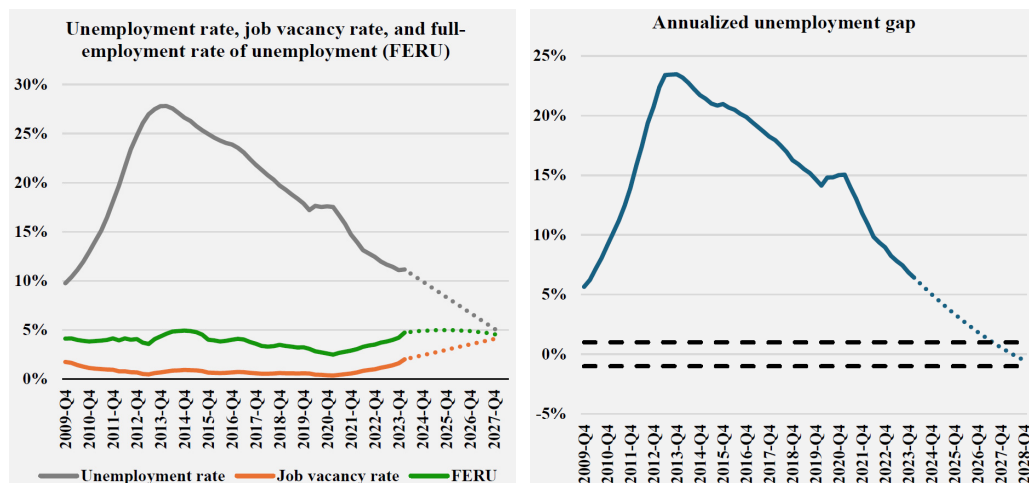 Unemployment rate, job vacancy rate, and full-
employment rate of unemployment (FERU)
30%
25%
20%
15%
10%
5%
0%
2009-Q4
2010-Q4
2011-Q4
2012-Q4
2013-Q4
2014-Q4
2015-Q4
2016-Q4
2017-Q4
2018-Q4
2019-Q4
2020-Q4
2021-Q4
2022-Q4
2023-Q4
2024-Q4
2025-Q4
2026-Q4
2027-Q4
Unemployment rate
Job vacancy rate
FERU
Annualized unemployment gap
25%
20%
15%
10%
5%
0%
-5%
2009-Q4
2010-Q4
2011-Q4
2012-Q4
2013-Q4
2014-Q4
2015-Q4
2016-Q4
2017-Q4
2018-Q4
2019-Q4
2020-Q4
2021-Q4
2022-Q4
2023-Q4
2024-Q4
2025-Q4
2026-Q4
2027-Q4
2028-Q4